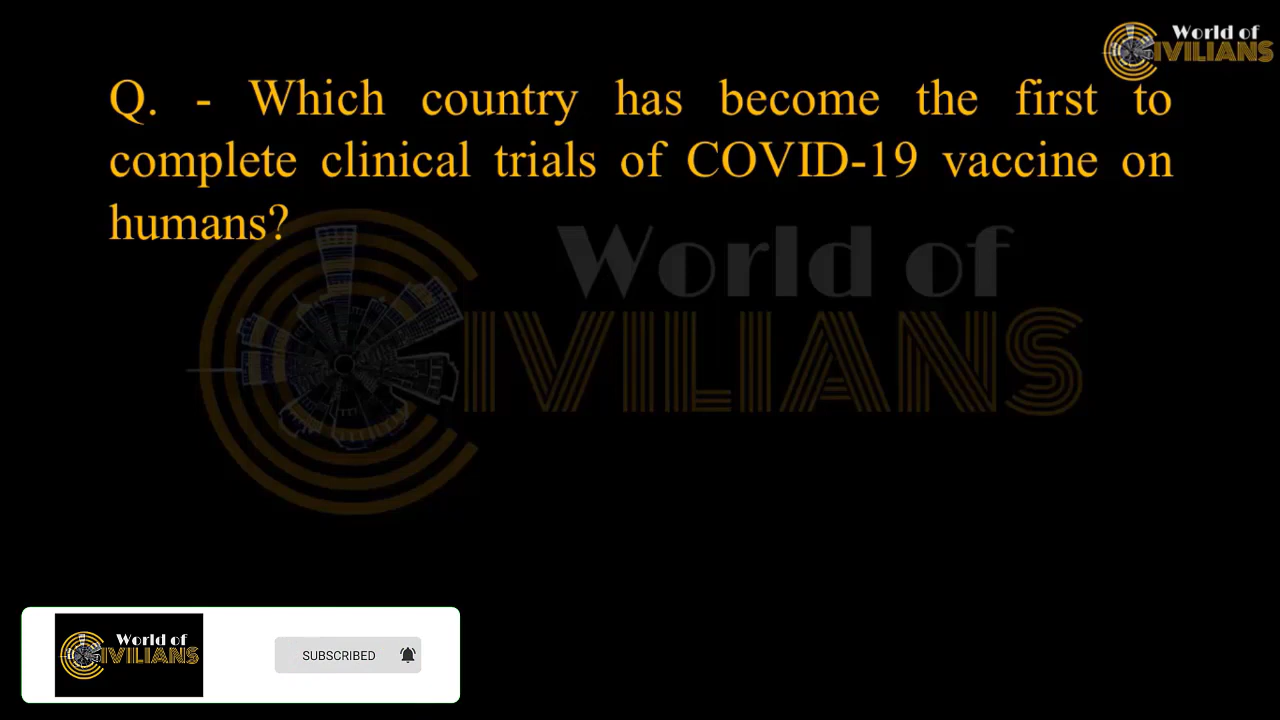 World of
CIVILIANS
Q. - Which country has become the first to
complete clinical trials of COVID-19 vaccine on
humans?
World of
CIVILIANS
World of
CIVILIANS
SUBSCRIBED